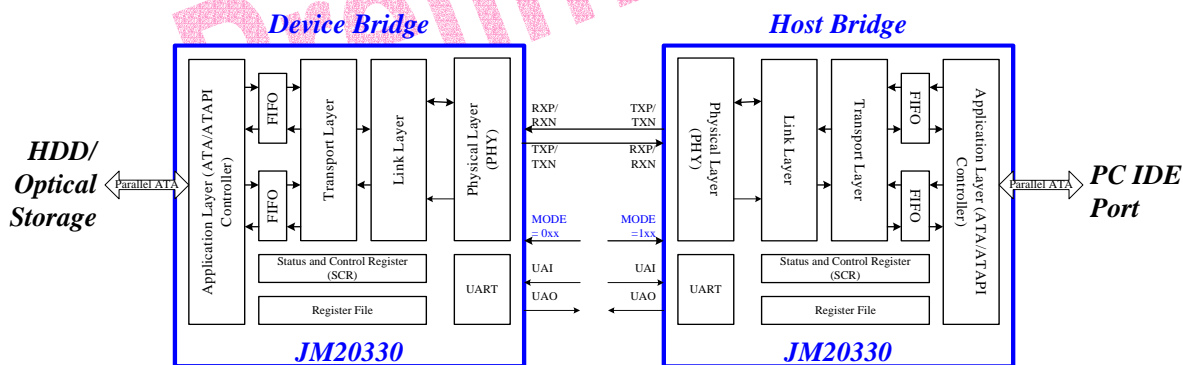 Prelim
Device Bridge
Host Bridge
HDD/
Optical
Storage
Parallel ATA
Application Layer (ATA/ATAPI
Controller)
FIFO
FIFO
Transport Layer
Link Layer
Physical Layer
(PHY)
Status and Control Register
(SCR)
Register File
UART
JM20330
RXP/
RXN
TXP/
TXN
MODE
= 0xx
UAI
UAO
TXP/
TXN
RXP/
RXN
MODE
=1xx
UAI
UAO
Physical Layer
(PHY)
Link Layer
Transport Layer
FIFO
FIFO
Application Layer (ATA/ATAPI
Controller)
Status and Control Register
(SCR)
Register File
UART
JM20330
Parallel ATA
PC IDE
Port